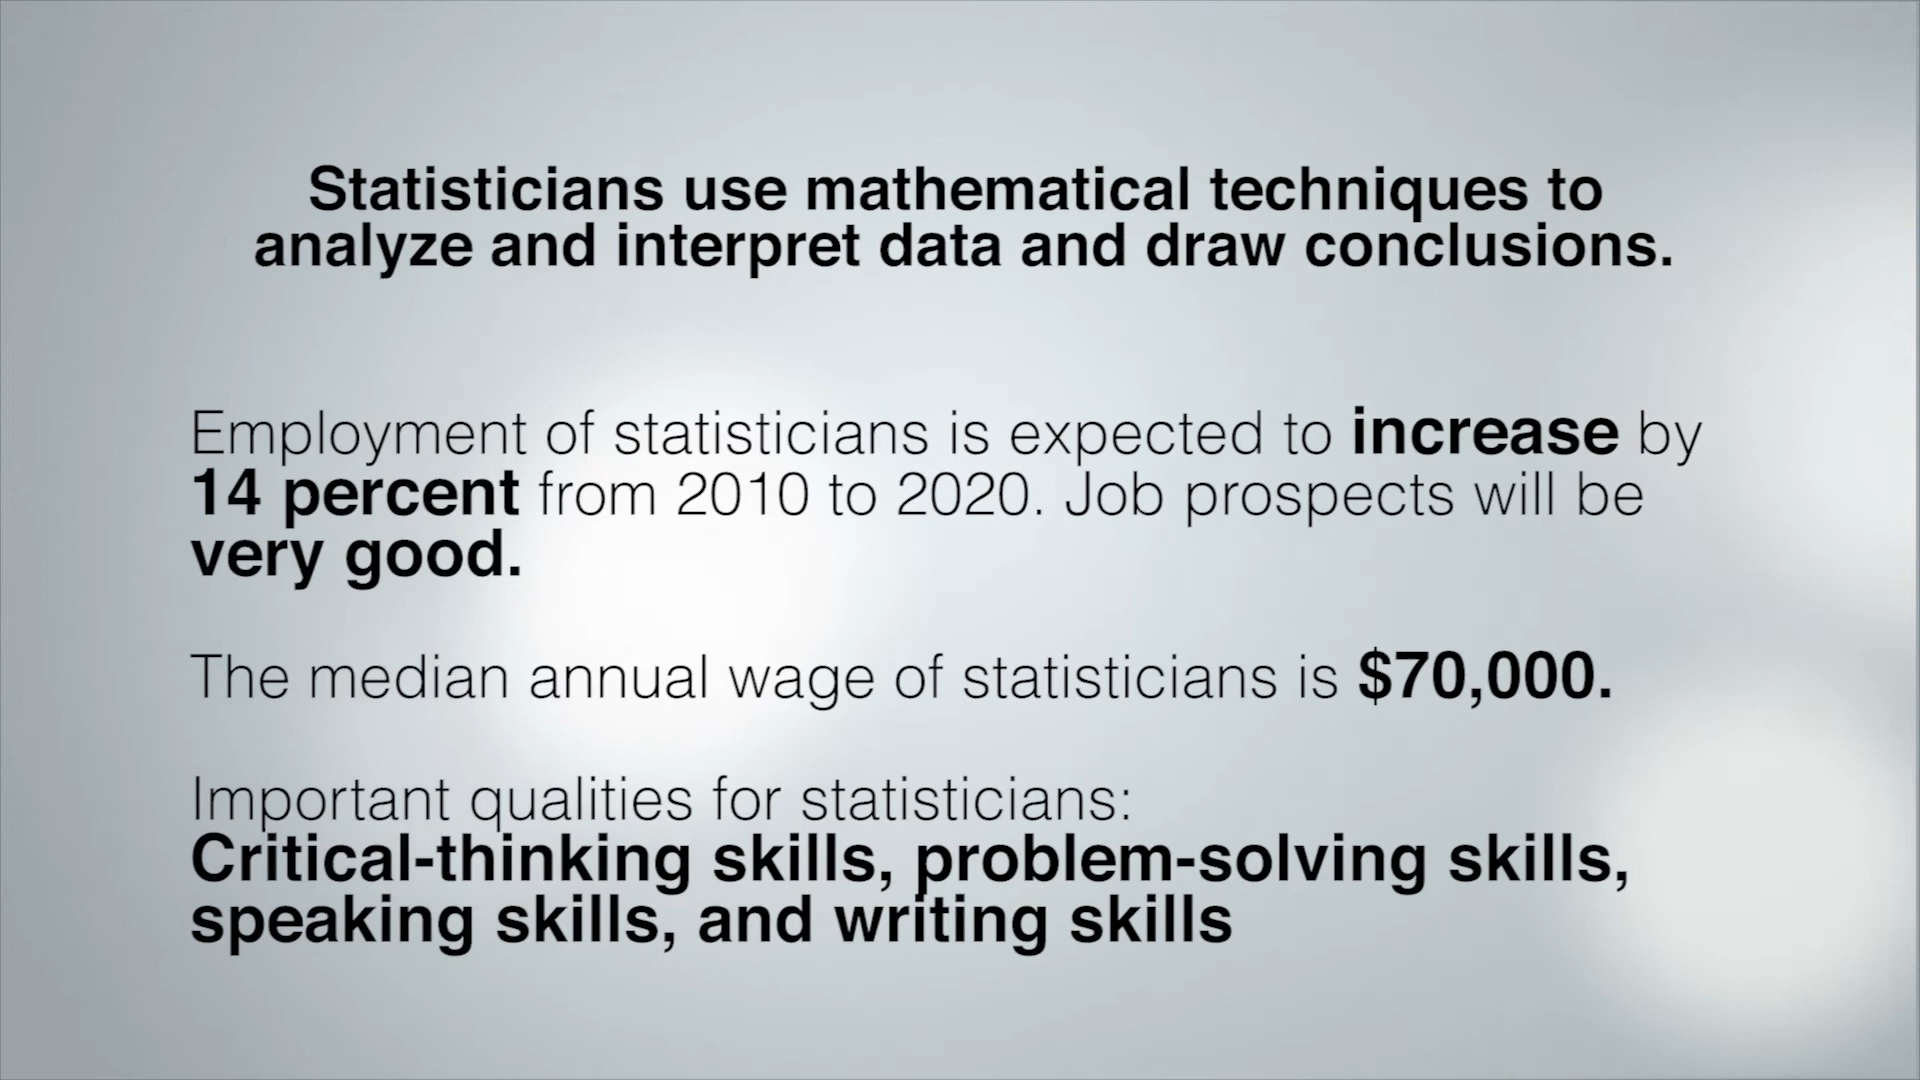 Statisticians use mathematical techniques to
analyze and interpret data and draw conclusions.
Employment of statisticians is expected to increase by
14 percent from 2010 to 2020. Job prospects will be
very good.
The median annual wage of statisticians is $70,000.
Important qualities for statisticians:
Critical-thinking skills, problem-solving skills,
speaking skills, and writing skills